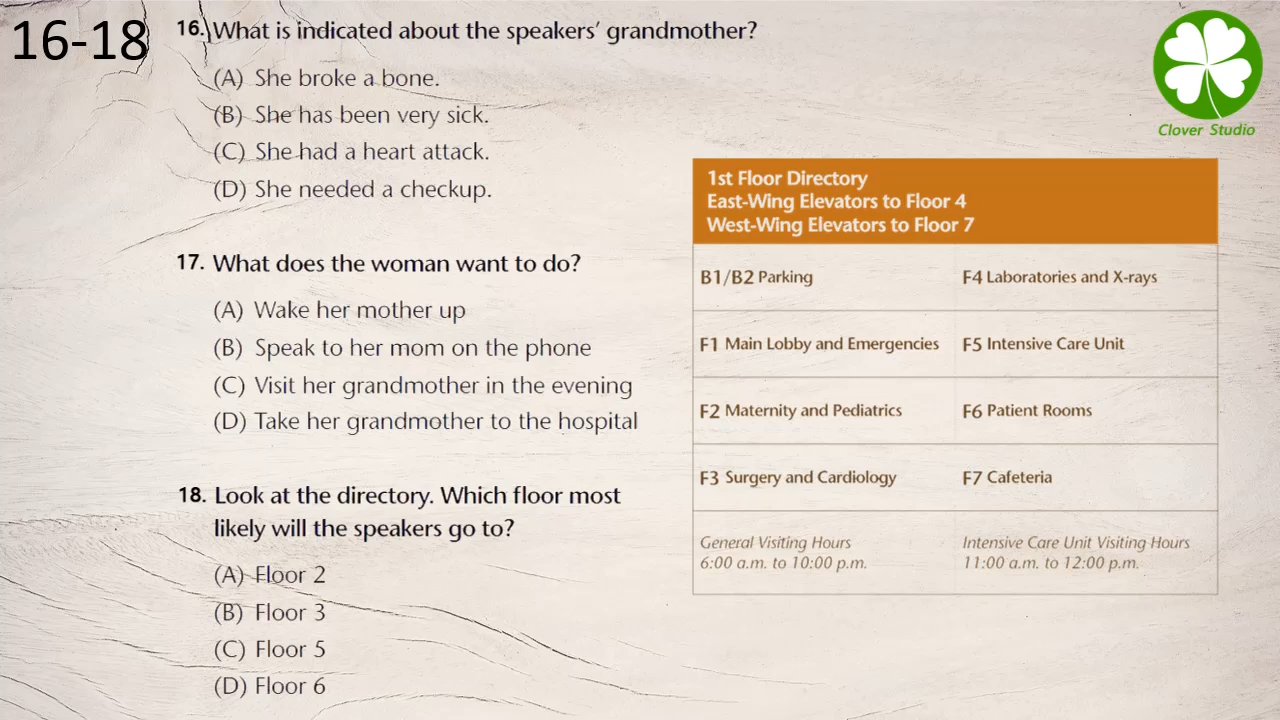 16-18
16. What is indicated about the speakers' grandmother?
(A) She broke a bone.
(B) She has been very sick.
(C) She had a heart attack.
(D) She needed a checkup.
17. What does the woman want to do?
(A) Wake her mother up
(B) Speak to her mom on the phone
(C) Visit her grandmother in the evening
(D) Take her grandmother to the hospital
18. Look at the directory. Which floor most
likely will the speakers go to?
(A) Floor 2
(B) Floor 3
(C) Floor 5
(D) Floor 6
Clover Studio
1st Floor Directory
East-Wing Elevators to Floor 4
West-Wing Elevators to Floor 7
B1/B2 Parking
F4 Laboratories and X-rays
F1 Main Lobby and Emergencies
F5 Intensive Care Unit
F2 Maternity and Pediatrics
F6 Patient Rooms
F3 Surgery and Cardiology
F7 Cafeteria
General Visiting Hours
6:00 a.m. to 10:00 p.m.
Intensive Care Unit Visiting Hours
11:00 a.m. to 12:00 p.m.